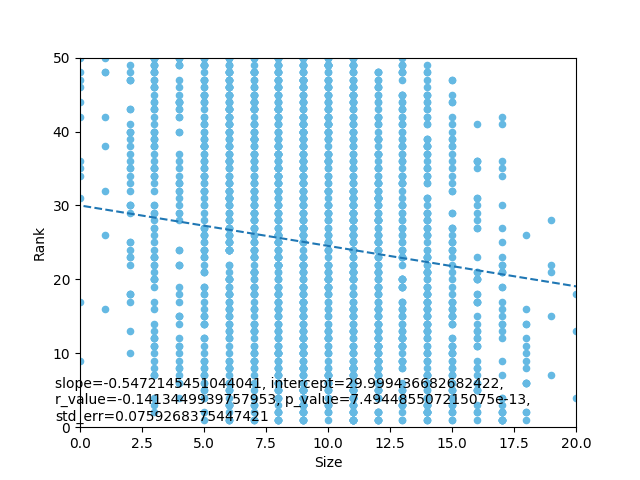 50
40
30
20
10
0
Rank
slope=-0.5472145451044041, intercept=29.999436682682422,
r_value=-0.1413449939757953, p_value=7.494485507215075e-13,
std_err=0.07592683754474​21
0.0 2.5 5.0 7.5 10.0 12.5 15.0 17.5 20.0
Size